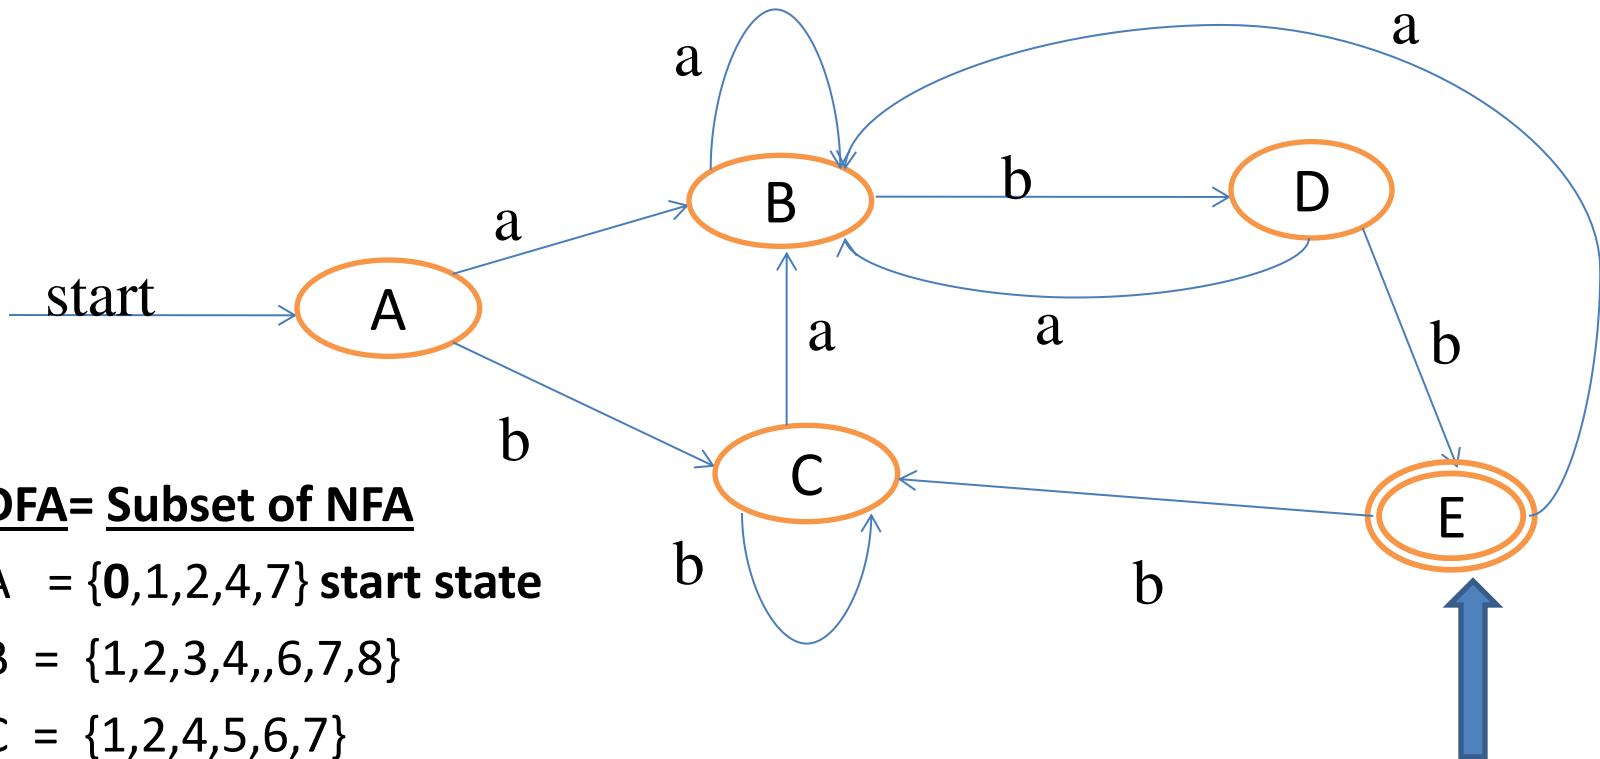 a
a
B
b
D
a
start
A
a
a
b
b
C
E
b
b
DFA= Subset of NFA
A = {0,1,2,4,7} start state
B = {1,2,3,4,,6,7,8}
C = {1,2,4,5,6,7}